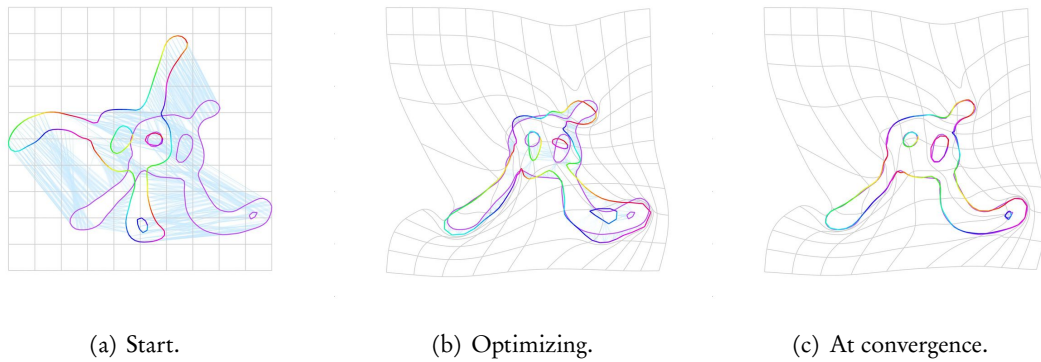 (a) Start.
(b) Optimizing.
(c) At convergence.